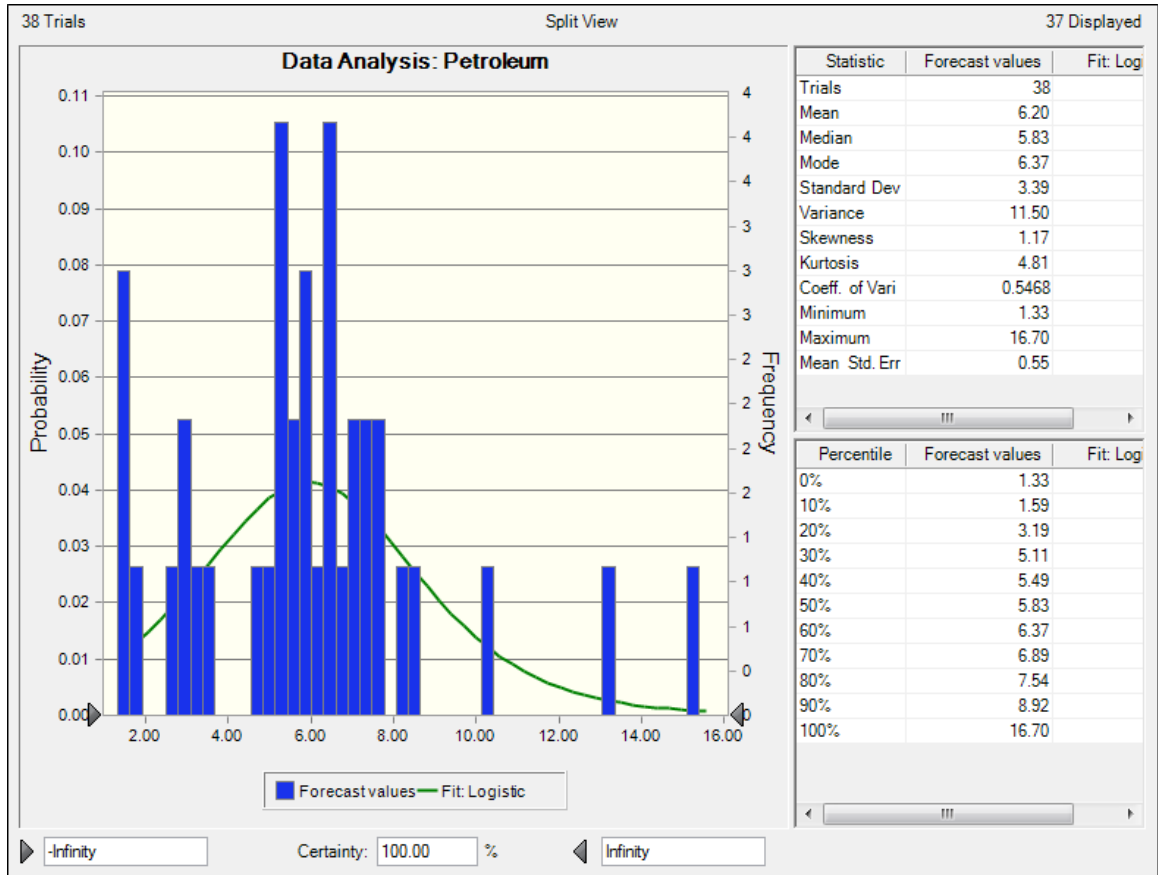 38 Trials Split View 37 Displayed
Data Analysis: Petroleum
0.11
0.10
0.09
0.08
0.07
0.06
0.05
0.04
0.03
0.02
0.01
0.00
Probability
4
4
4
3
3
3
2
2
2
2
1
1
1
0
0
Frequency
2.00 4.00 6.00 8.00 10.00 12.00 14.00 16.00
Forecast values Fit: Logistic
Statistic Forecast values Fit: Logi
Trials 38
Mean 6.20
Median 5.83
Mode 6.37
Standard Dev 3.39
Variance 11.50
Skewness 1.17
Kurtosis 4.81
Coeff. of Vari 0.5468
Minimum 1.33
Maximum 16.70
Mean Std. Err 0.55
Percentile Forecast values Fit: Logi
0% 1.33
10% 1.59
20% 3.19
30% 5.11
40% 5.49
50% 5.83
60% 6.37
70% 6.89
80% 7.54
90% 8.92
100% 16.70
-Infinity Certainty: 100.00 % Infinity